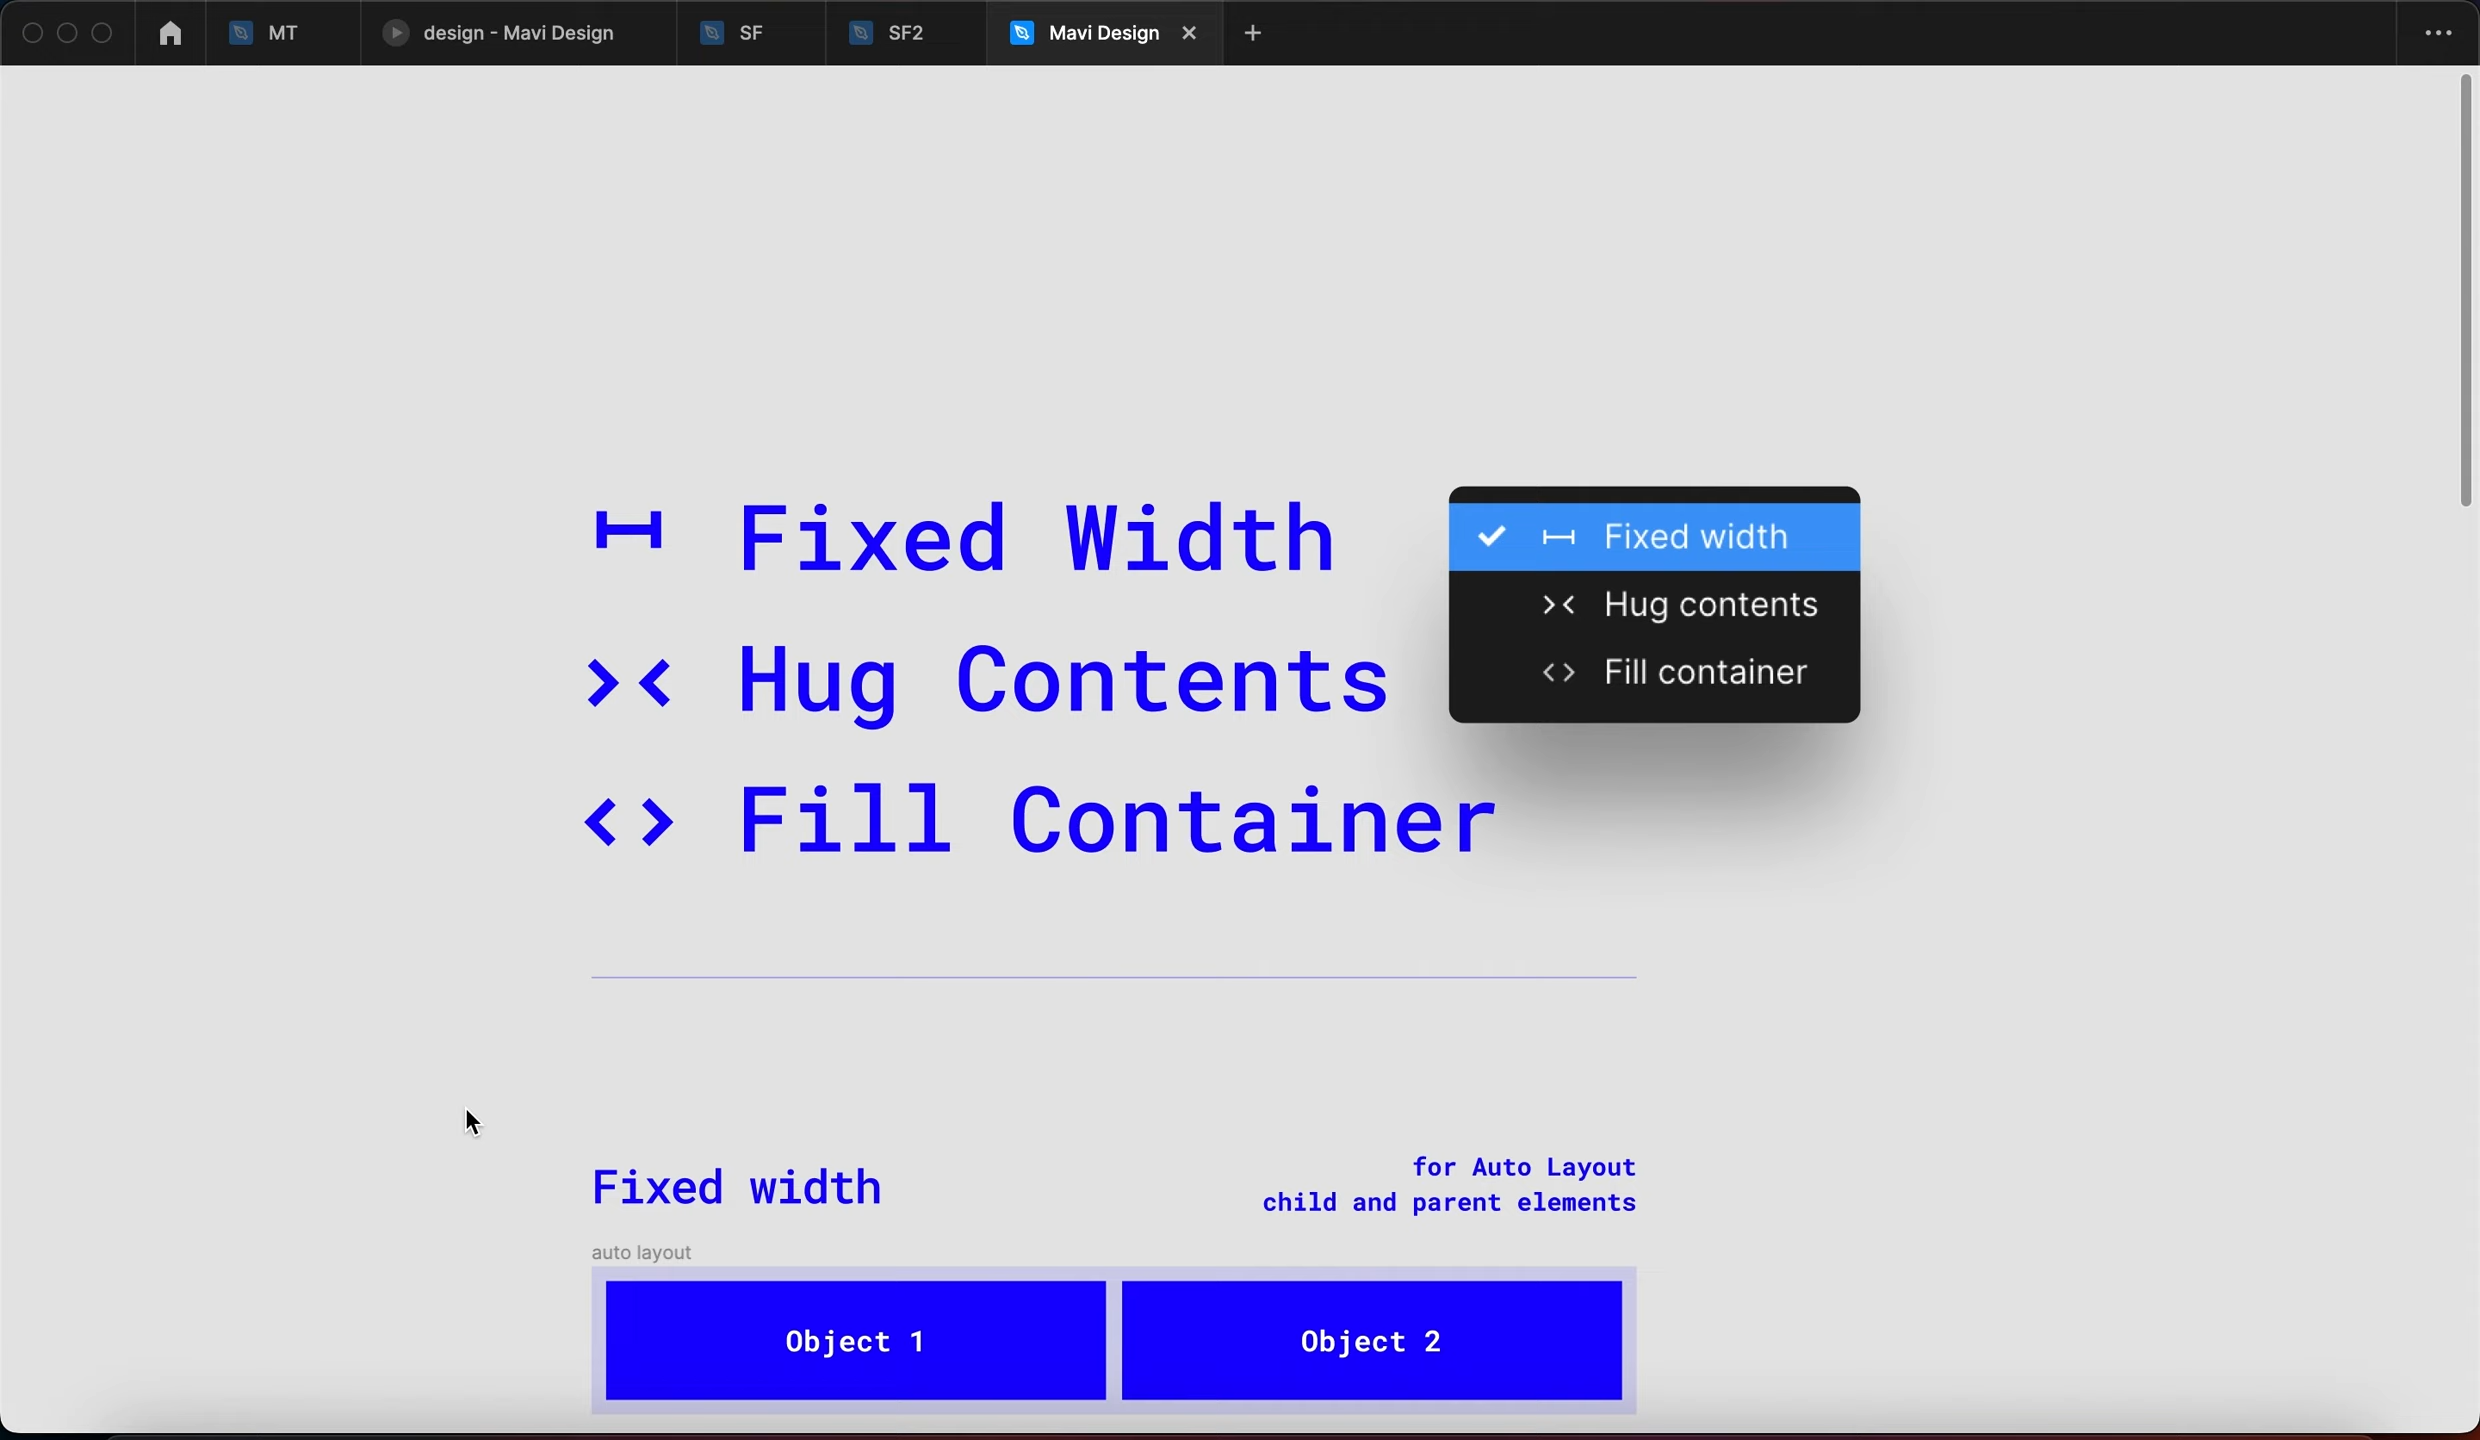 MT
design - Mavi Design
SF
SF2
Mavi Design
Fixed Width
Hug Contents
Fill Container
Fixed width
Hug contents
Fill container
Fixed width
for Auto Layout
child and parent elements
auto layout
Object 1
Object 2